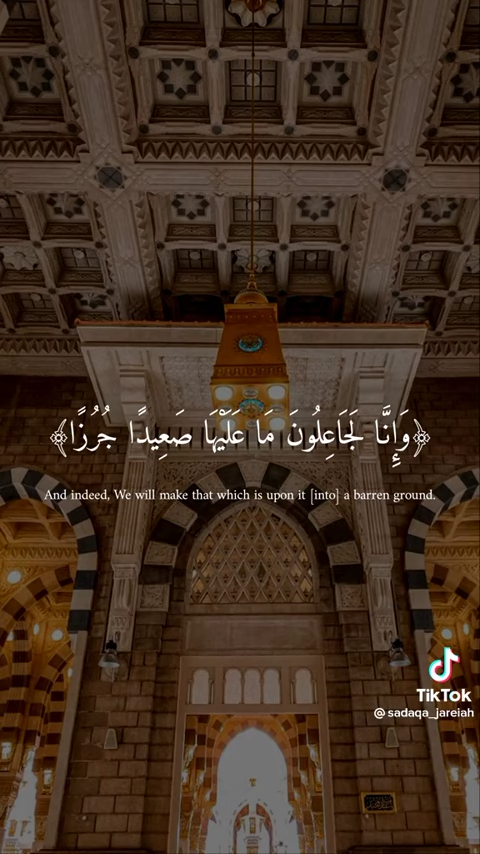 ﴿وَإِنَّا لَجَاعِلُونَ مَا عَلَيْهَا صَعِيدًا جُرُزًا﴾
And indeed, We will make that which is upon it [into] a barren ground.
TikTok
@ sadaqa_jareiah